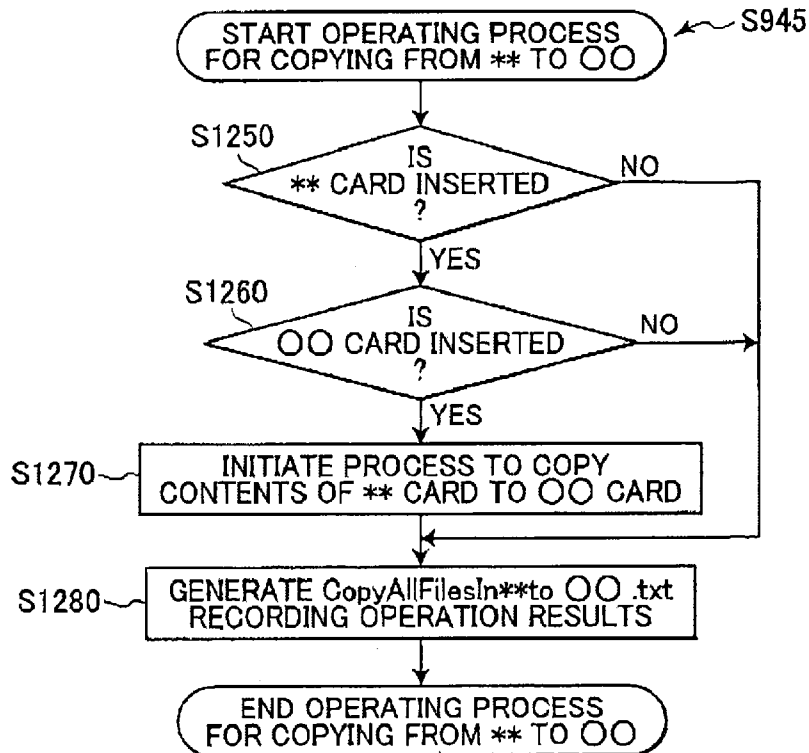 START OPERATING PROCESS
FOR COPYING FROM ** TO ○○
S945
S1250
IS
** CARD INSERTED
?
NO
YES
S1260
IS
○○ CARD INSERTED
?
NO
YES
S1270
INITIATE PROCESS TO COPY
CONTENTS OF ** CARD TO ○○ CARD
S1280
GENERATE CopyAllFilesIn**to ○○ .txt
RECORDING OPERATION RESULTS
END OPERATING PROCESS
FOR COPYING FROM ** TO ○○